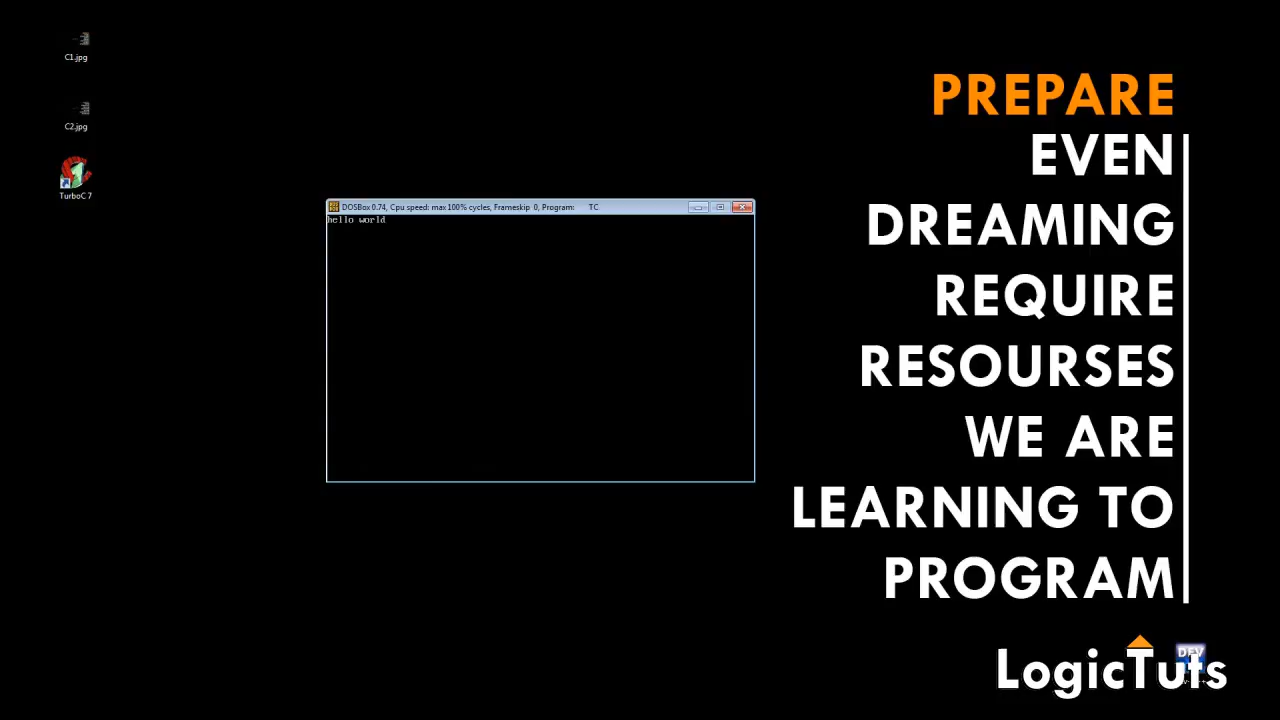 C1.jpg
C2.jpg
TurboC 7
DOSBox 0.74, Cpu speed: max 100% cycles, Frameskip 0, Program: TC
hello world
PREPARE
EVEN
DREAMING
REQUIRE
RESOURSES
WE ARE
LEARNING TO
PROGRAM
DEV
LogicTuts